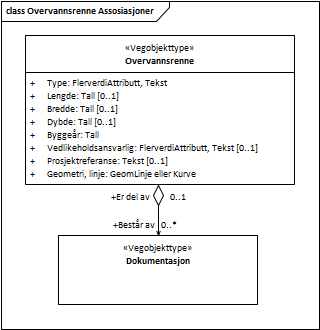 class Overvannsrenne Assosiasjoner
«Vegobjekttype»
Overvannsrenne
+ Type: FlerverdiAttributt, Tekst
+ Lengde: Tall [0..1]
+ Bredde: Tall [0..1]
+ Dybde: Tall [0..1]
+ Byggeår: Tall
+ Vedlikeholdsansvarlig: FlerverdiAttributt, Tekst [0..1]
+ Prosjektreferanse: Tekst [0..1]
+ Geometri, linje: GeomLinje eller Kurve
+Er del av 0..1
+Består av 0..*
«Vegobjekttype»
Dokumentasjon